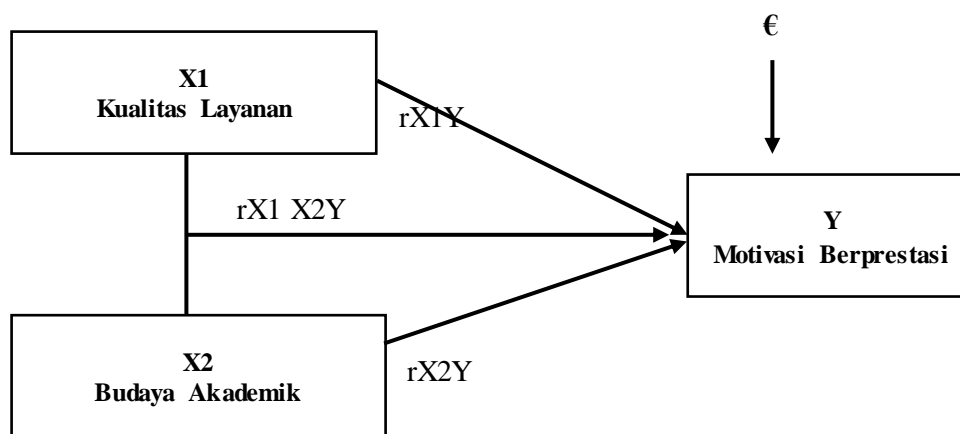 €
X1
Kualitas Layanan
rX1Y
rX1 X2Y
Y
Motivasi Berprestasi
X2
Budaya Akademik
rX2Y